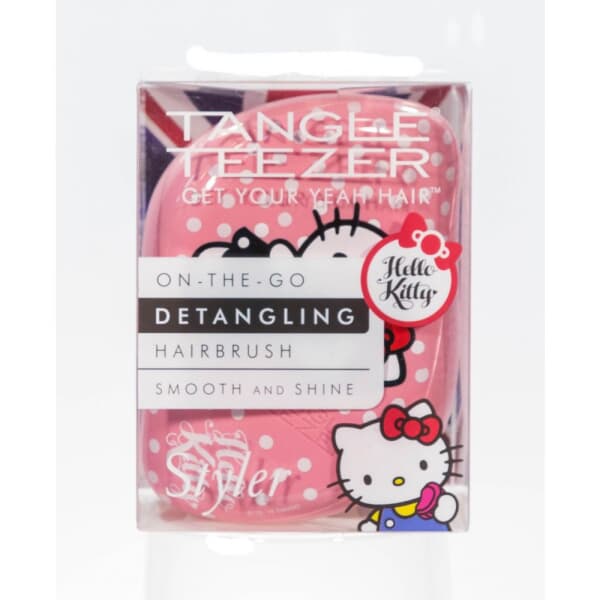 TANGLE
TEEZER
GET YOUR YEAH HAIR™
Hello
Kitty
ON-THE-GO
DETANGLING
HAIRBRUSH
SMOOTH AND SHINE
Styler